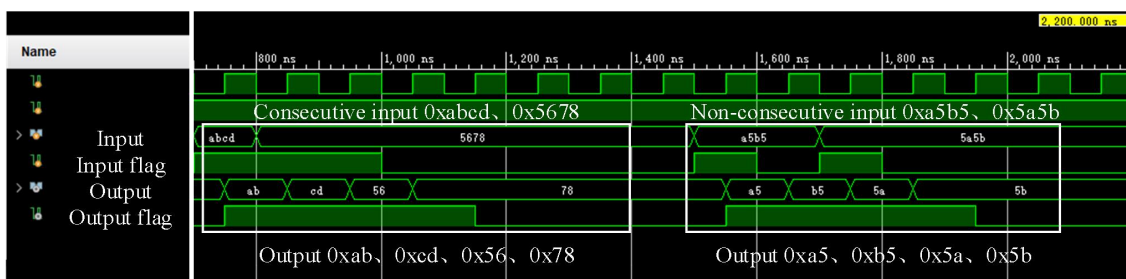 2,200.000 ns
Name
800 ns
1,000 ns
1,200 ns
1,400 ns
1,600 ns
1,800 ns
2,000 ns
Consecutive input 0xabcd、0x5678
Non-consecutive input 0xa5b5、0x5a5b
Input
abcd
5678
a5b5
5a5b
Input flag
Output
ab
cd
56
78
a5
b5
5a
5b
Output flag
Output 0xab、0xcd、0x56、0x78
Output 0xa5、0xb5、0x5a、0x5b